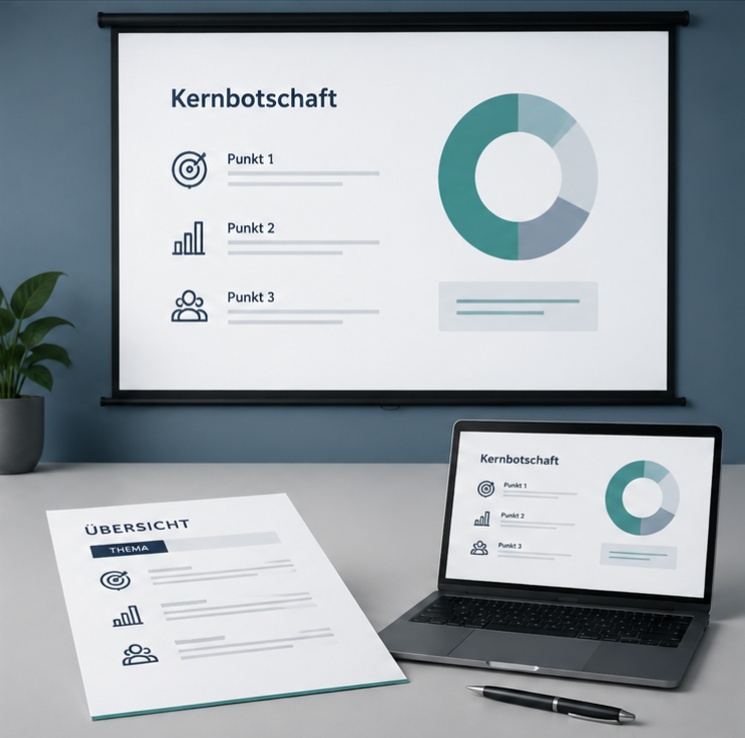 Kernbotschaft
Punkt 1
Punkt 2
Punkt 3
ÜBERSICHT
THEMA
Kernbotschaft
Punkt 1
Punkt 2
Punkt 3